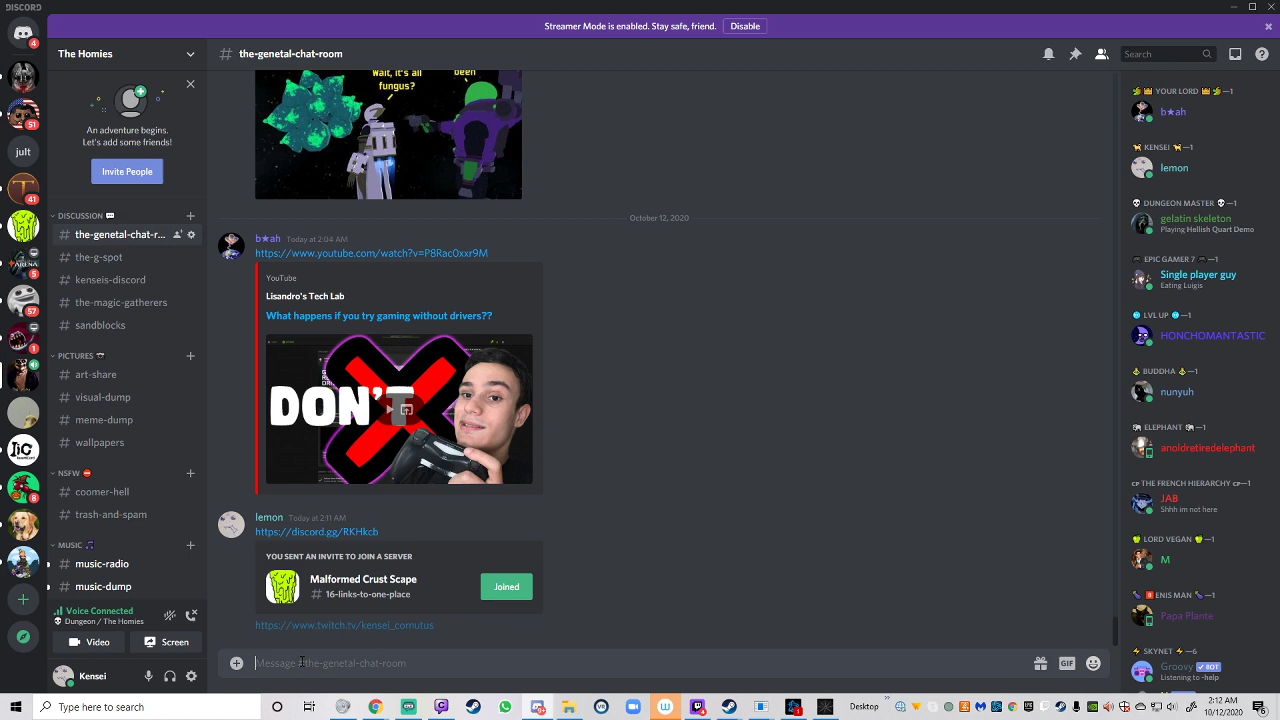 DISCORD
Streamer Mode is enabled. Stay safe, friend. Disable
4
51
jult
41
5
57
1
8
The Homies
An adventure begins.
Let's add some friends!
Invite People
DISCUSSION
# the-genetal-chat-r...
# the-g-spot
# kenseis-discord
# the-magic-gatherers
# sandblocks
PICTURES
# art-share
# visual-dump
# meme-dump
# wallpapers
NSFW
# coomer-hell
# trash-and-spam
MUSIC
# music-radio
# music-dump
Voice Connected
Dungeon / The Homies
Video
Screen
Kensei
# the-genetal-chat-room
Search
Wait, it's all
fungus?
been
October 12, 2020
b★ah Today at 2:04 AM
https://www.youtube.com/watch?v=P8Rac0xxr9M
YouTube
Lisandro's Tech Lab
What happens if you try gaming without drivers??
DON'T
lemon Today at 2:11 AM
https://discord.gg/RKHkcb
YOU SENT AN INVITE TO JOIN A SERVER
Malformed Crust Scape
# 16-links-to-one-place
Joined
https://www.twitch.tv/kensei_cornutus
Message #the-genetal-chat-room
GIF
YOUR LORD —1
b★ah
KENSEI —1
lemon
DUNGEON MASTER —1
gelatin skeleton
Playing Hellish Quart Demo
EPIC GAMER 7 —1
Single player guy
Eating Luigis
LVL UP —1
HONCHOMANTASTIC
BUDDHA —1
nunyuh
ELEPHANT —1
anoldretiredelephant
THE FRENCH HIERARCHY —1
JAB
Shhh im not here
LORD VEGAN —1
M
ENIS MAN —1
Papa Plante
SKYNET —6
Groovy BOT
Listening to -help
Type here to search
Desktop
2:12 AM
10/12/2020